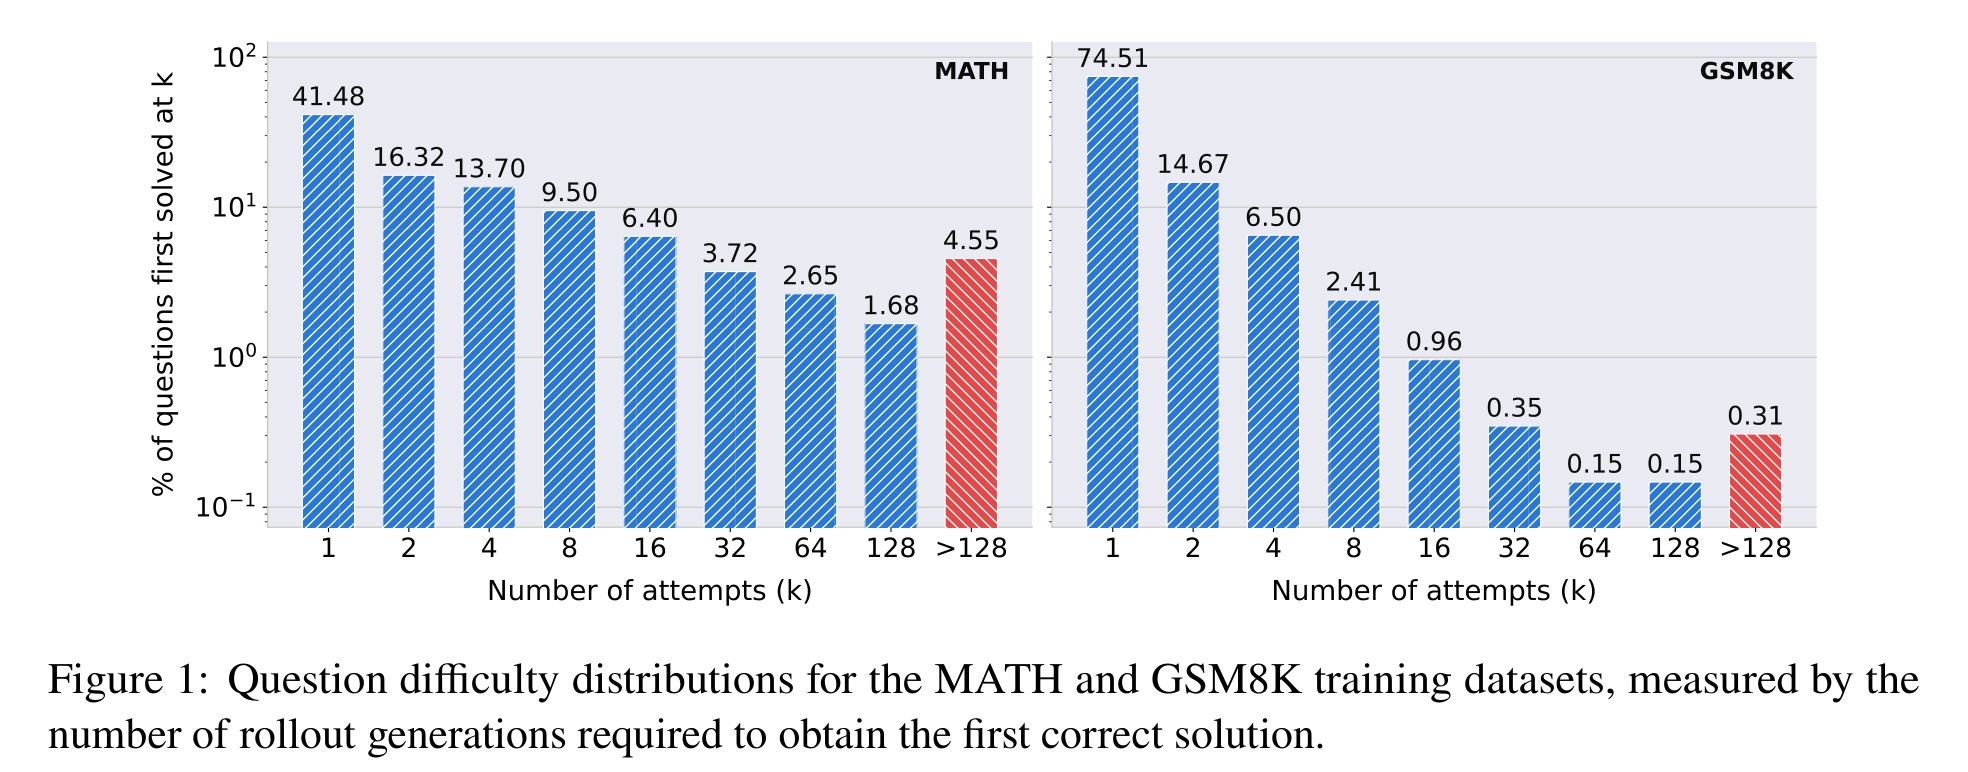 % of questions first solved at k
10²
10¹
10⁰
10⁻¹
MATH
41.48
16.32
13.70
9.50
6.40
3.72
2.65
1.68
4.55
1 2 4 8 16 32 64 128 >128
Number of attempts (k)
GSM8K
74.51
14.67
6.50
2.41
0.96
0.35
0.15
0.15
0.31
1 2 4 8 16 32 64 128 >128
Number of attempts (k)
Figure 1: Question difficulty distributions for the MATH and GSM8K training datasets, measured by the
number of rollout generations required to obtain the first correct solution.